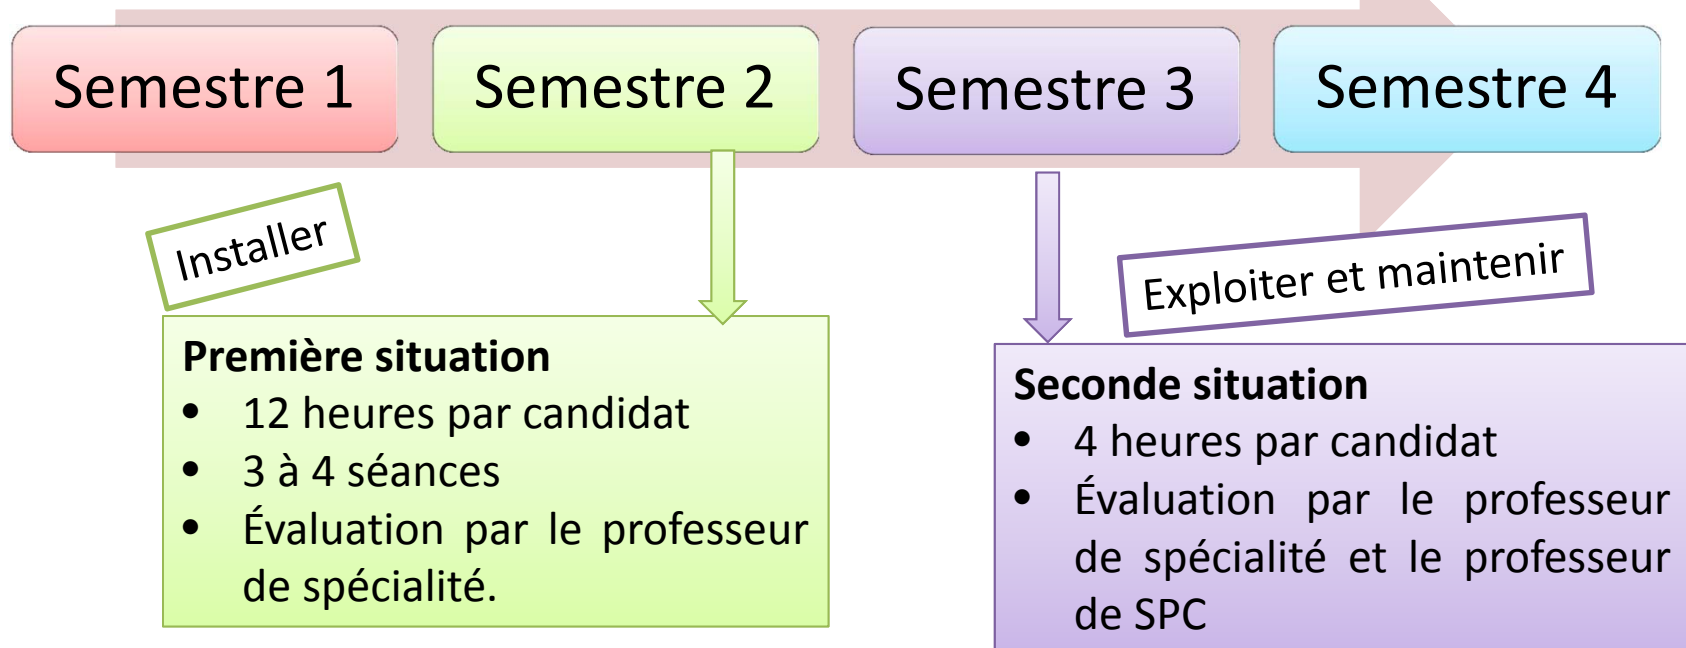 Semestre 1
Semestre 2
Semestre 3
Semestre 4
Installer
Première situation
• 12 heures par candidat
• 3 à 4 séances
• Évaluation par le professeur
de spécialité.
Exploiter et maintenir
Seconde situation
• 4 heures par candidat
• Évaluation par le professeur
de spécialité et le professeur
de SPC